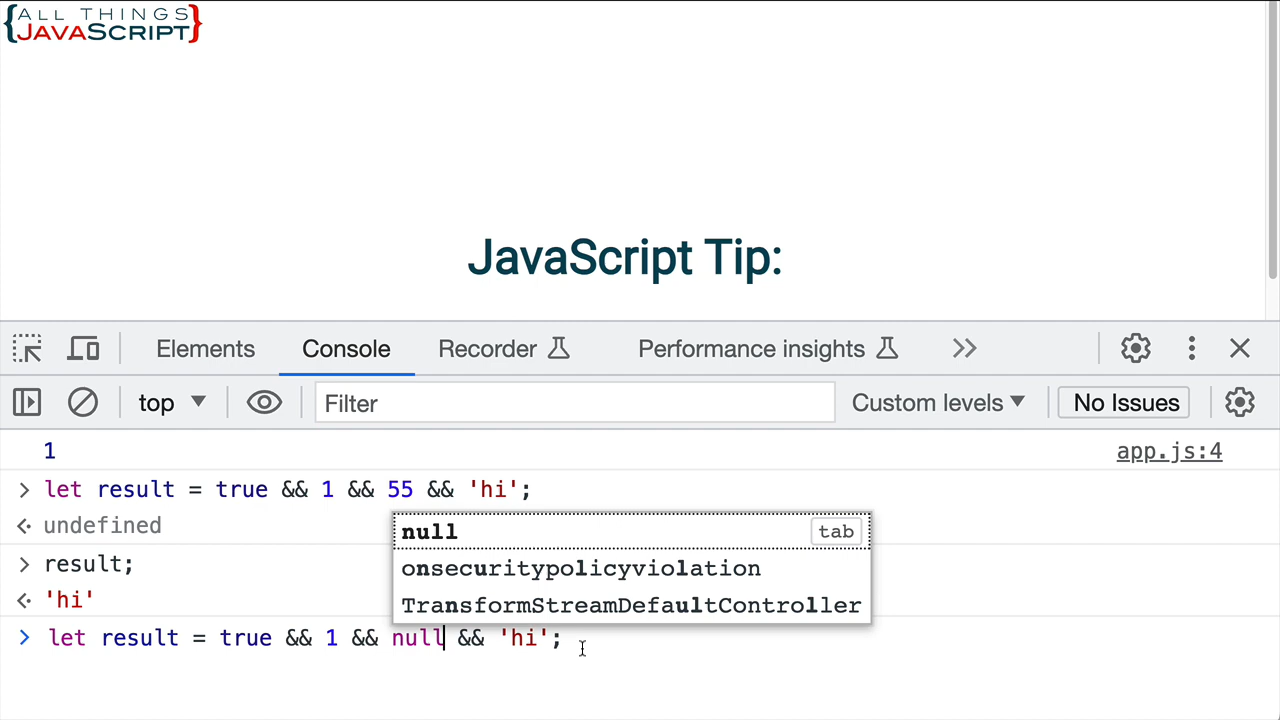 {ALL THINGS
JAVASCRIPT}
JavaScript Tip:
Elements Console Recorder Performance insights
top Filter Custom levels No Issues
1 app.js:4
> let result = true && 1 && 55 && 'hi';
undefined
> result;
'hi'
> let result = true && 1 && null && 'hi';
null tab
onsecuritypolicyviolation
TransformStreamDefaultController